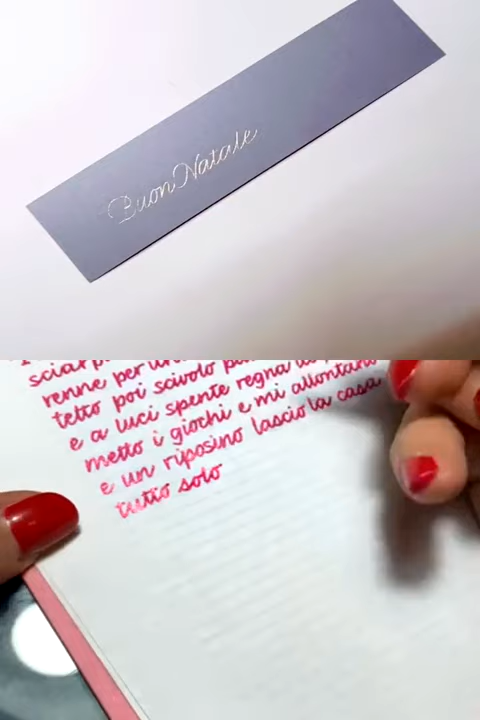 Buon Natale
renne per un
tetto poi scivolo
e a luci spente regna
metto i giochi e mi allontano
e un riposino lascio la casa
tutto solo